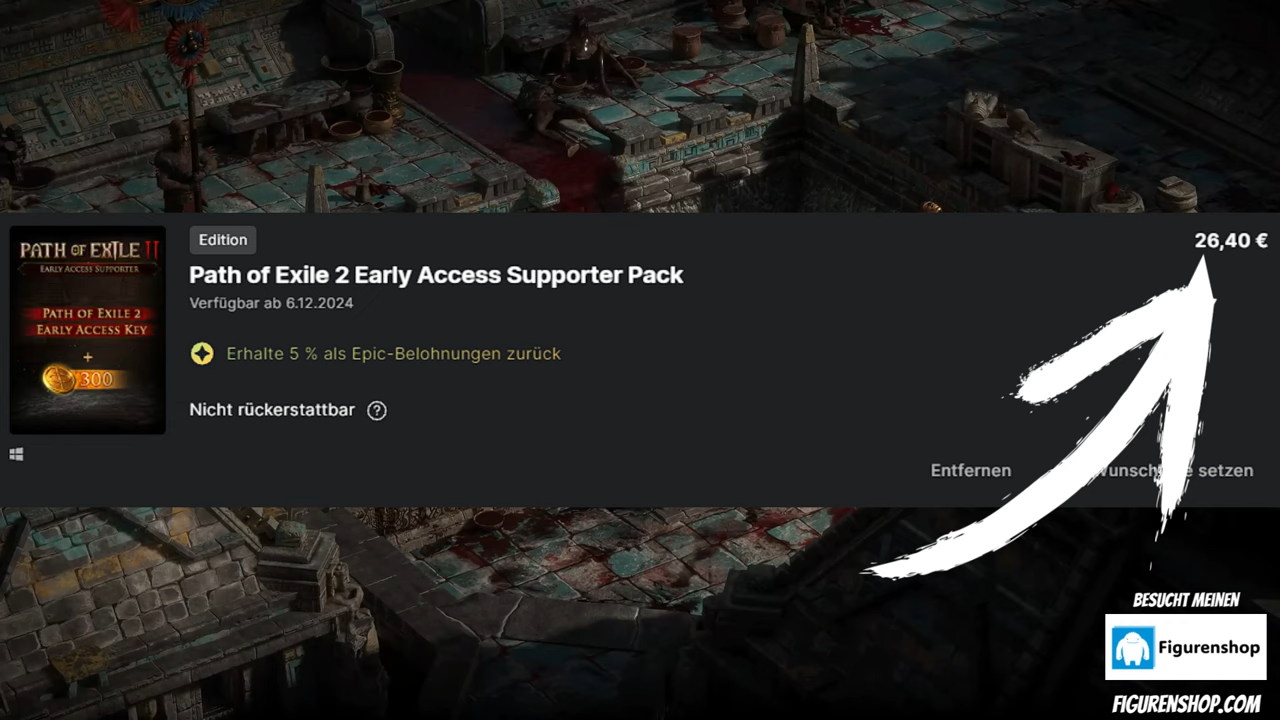 PATH OF EXILE II
EARLY ACCESS SUPPORTER
PATH OF EXILE 2
EARLY ACCESS KEY
+
300
Edition
26,40 €
Path of Exile 2 Early Access Supporter Pack
Verfügbar ab 6.12.2024
Erhalte 5 % als Epic-Belohnungen zurück
Nicht rückerstattbar ?
Entfernen
setzen
BESUCHT MEINEN
Figurenshop
FIGURENSHOP.COM